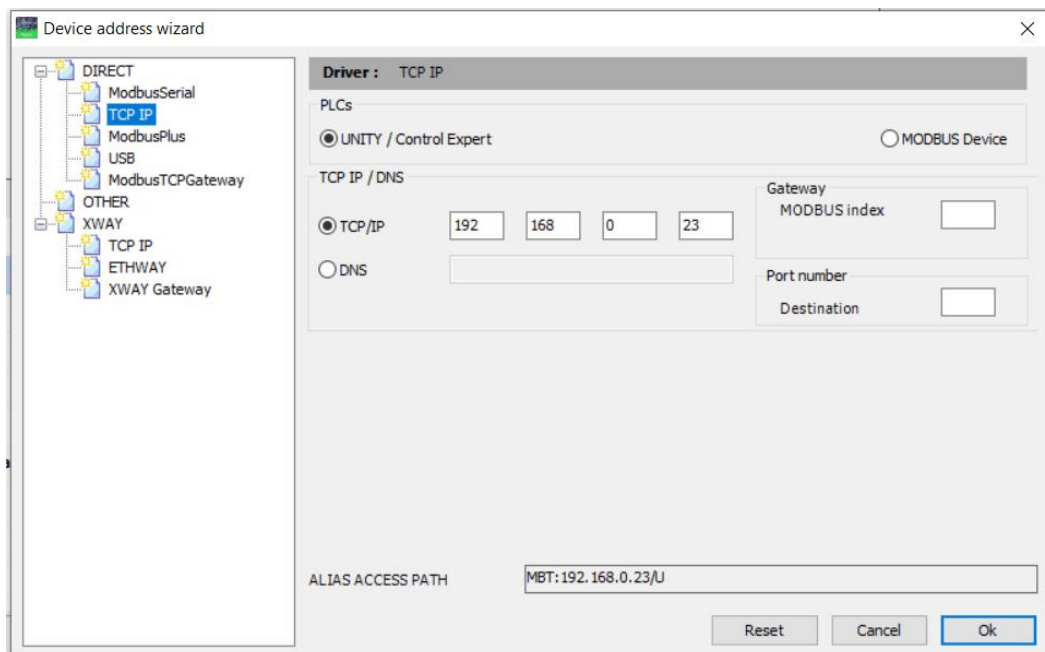 Device address wizard
DIRECT
ModbusSerial
TCP IP
ModbusPlus
USB
ModbusTCPGateway
OTHER
XWAY
TCP IP
ETHWAY
XWAY Gateway
Driver : TCP IP
PLCs
UNITY / Control Expert MODBUS Device
TCP IP / DNS
TCP/IP 192 168 0 23
DNS
Gateway
MODBUS index
Port number
Destination
ALIAS ACCESS PATH MBT:192.168.0.23/U
Reset Cancel Ok